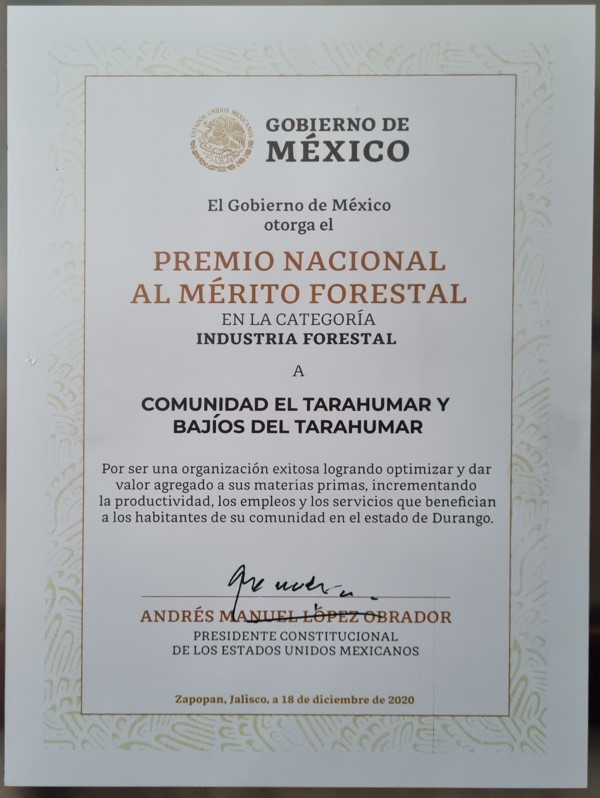 ESTADOS UNIDOS MEXICANOS
GOBIERNO DE
MÉXICO
El Gobierno de México
otorga el
PREMIO NACIONAL
AL MÉRITO FORESTAL
EN LA CATEGORÍA
INDUSTRIA FORESTAL
A
COMUNIDAD EL TARAHUMAR Y
BAJÍOS DEL TARAHUMAR
Por ser una organización exitosa logrando optimizar y dar
valor agregado a sus materias primas, incrementando
la productividad, los empleos y los servicios que benefician
a los habitantes de su comunidad en el estado de Durango.
ANDRÉS MANUEL LÓPEZ OBRADOR
PRESIDENTE CONSTITUCIONAL
DE LOS ESTADOS UNIDOS MEXICANOS
Zapopan, Jalisco, a 18 de diciembre de 2020